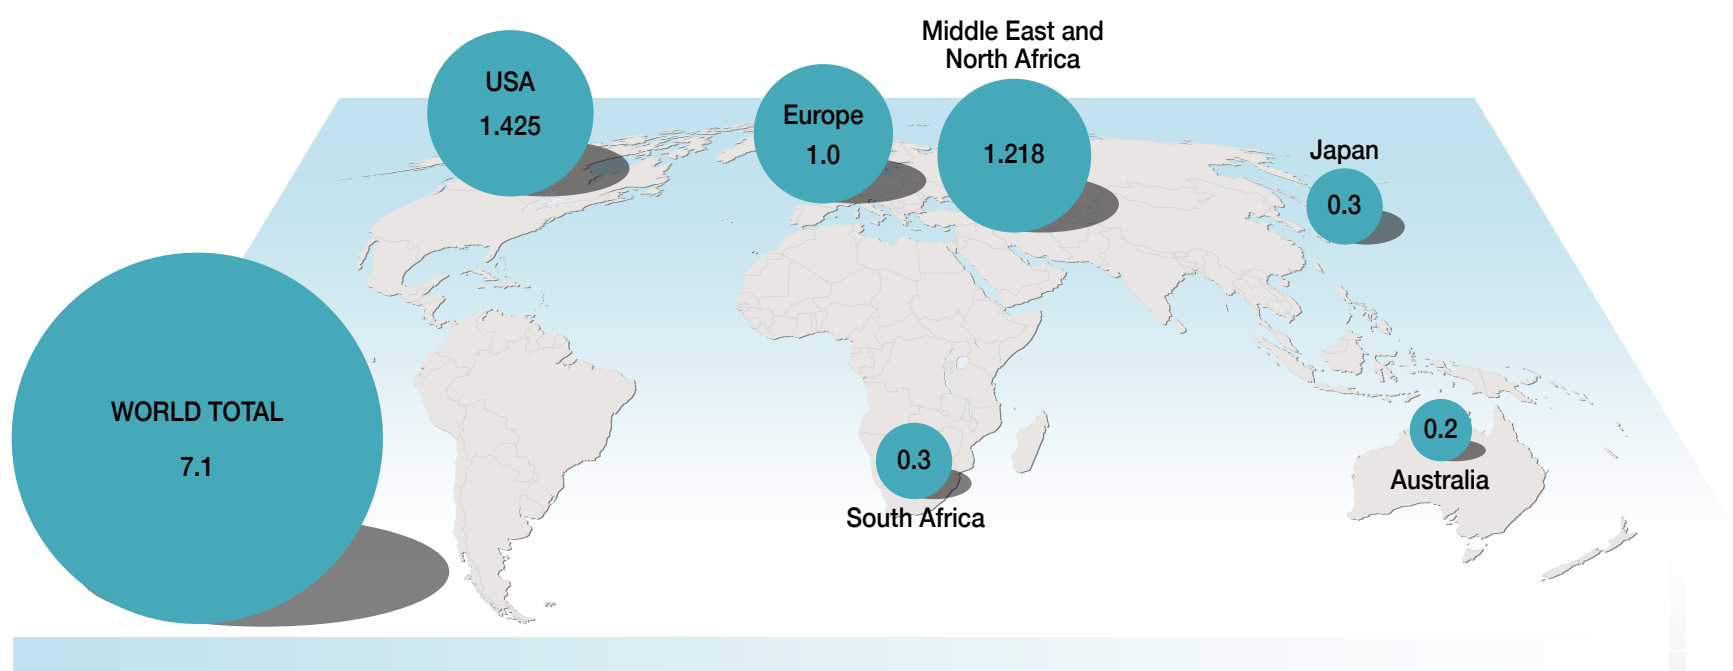 Middle East and
North Africa
USA
1.425
Europe
1.0
1.218
Japan
0.3
WORLD TOTAL
7.1
0.3
South Africa
0.2
Australia